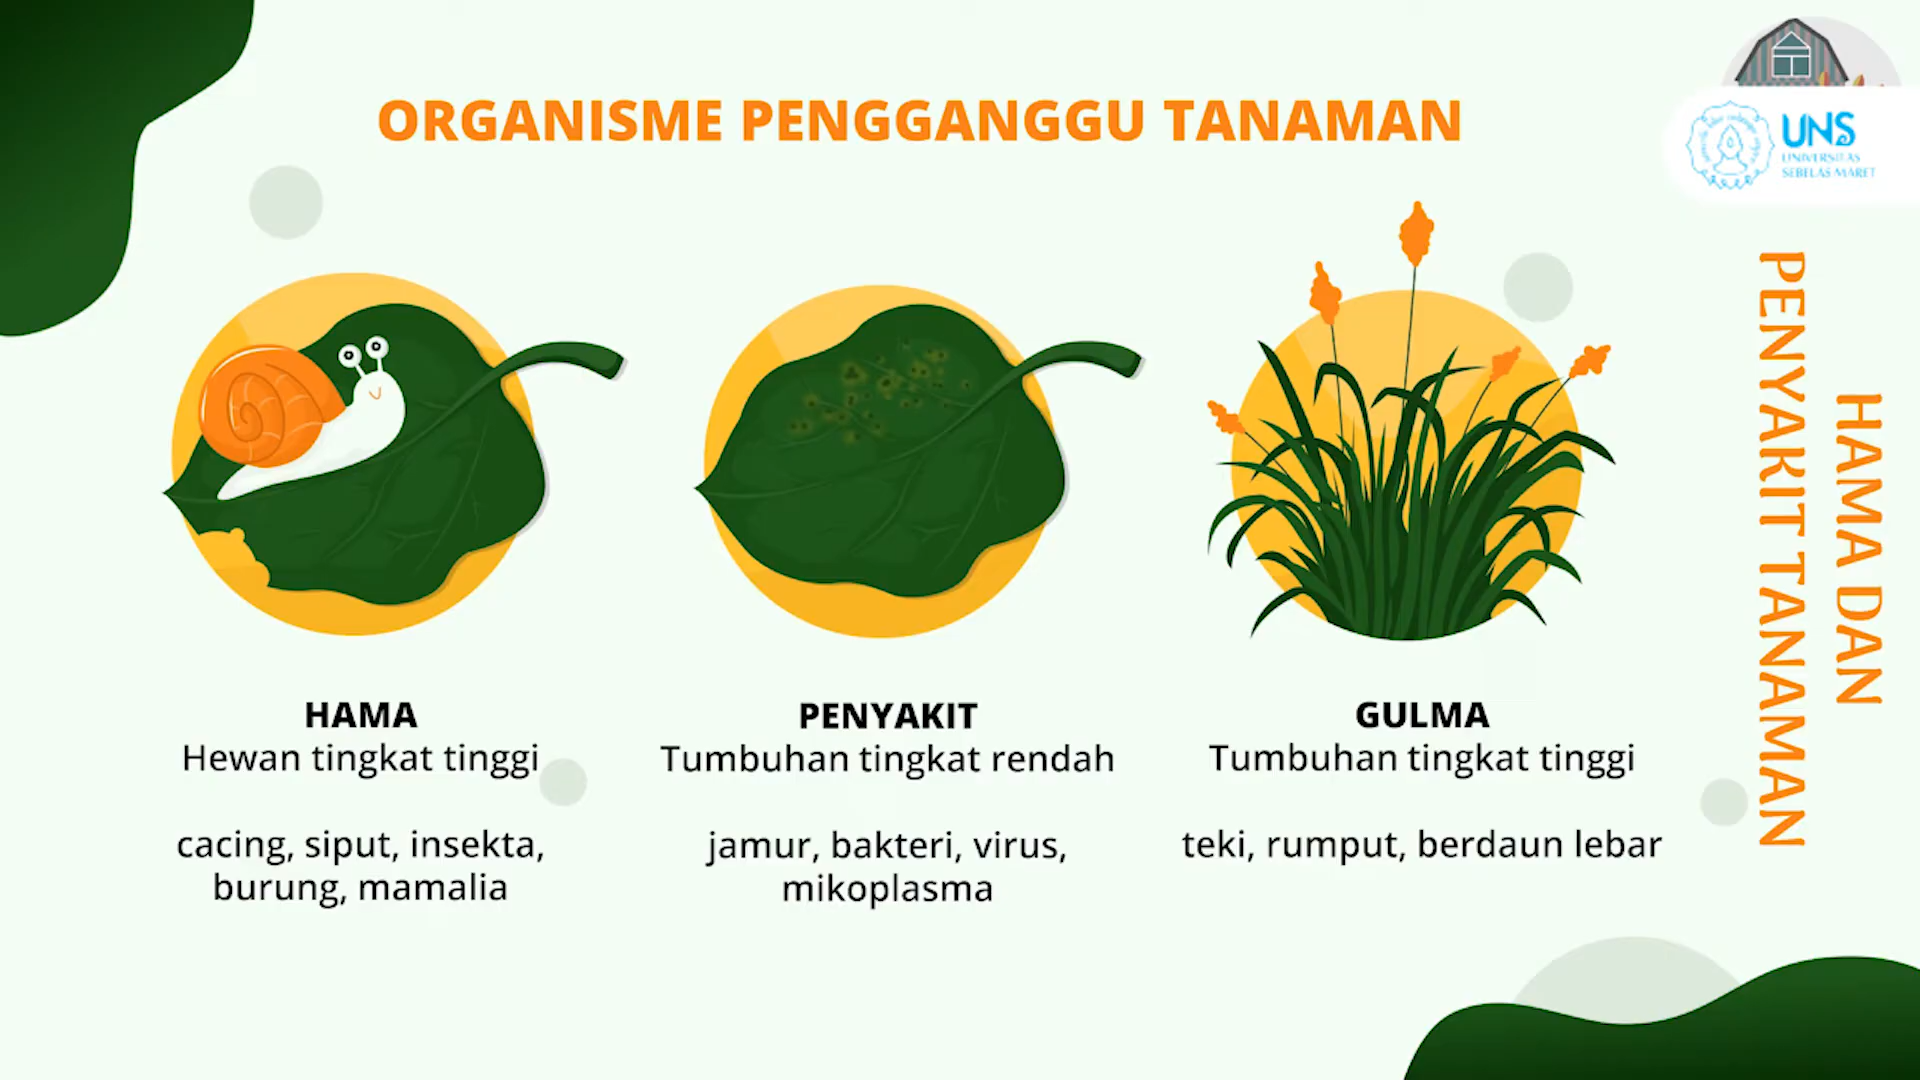 ORGANISME PENGGANGGU TANAMAN
UNS
UNIVERSITAS
SEBELAS MARET
HAMA DAN
PENYAKIT TANAMAN
HAMA
Hewan tingkat tinggi
cacing, siput, insekta,
burung, mamalia
PENYAKIT
Tumbuhan tingkat rendah
jamur, bakteri, virus,
mikoplasma
GULMA
Tumbuhan tingkat tinggi
teki, rumput, berdaun lebar